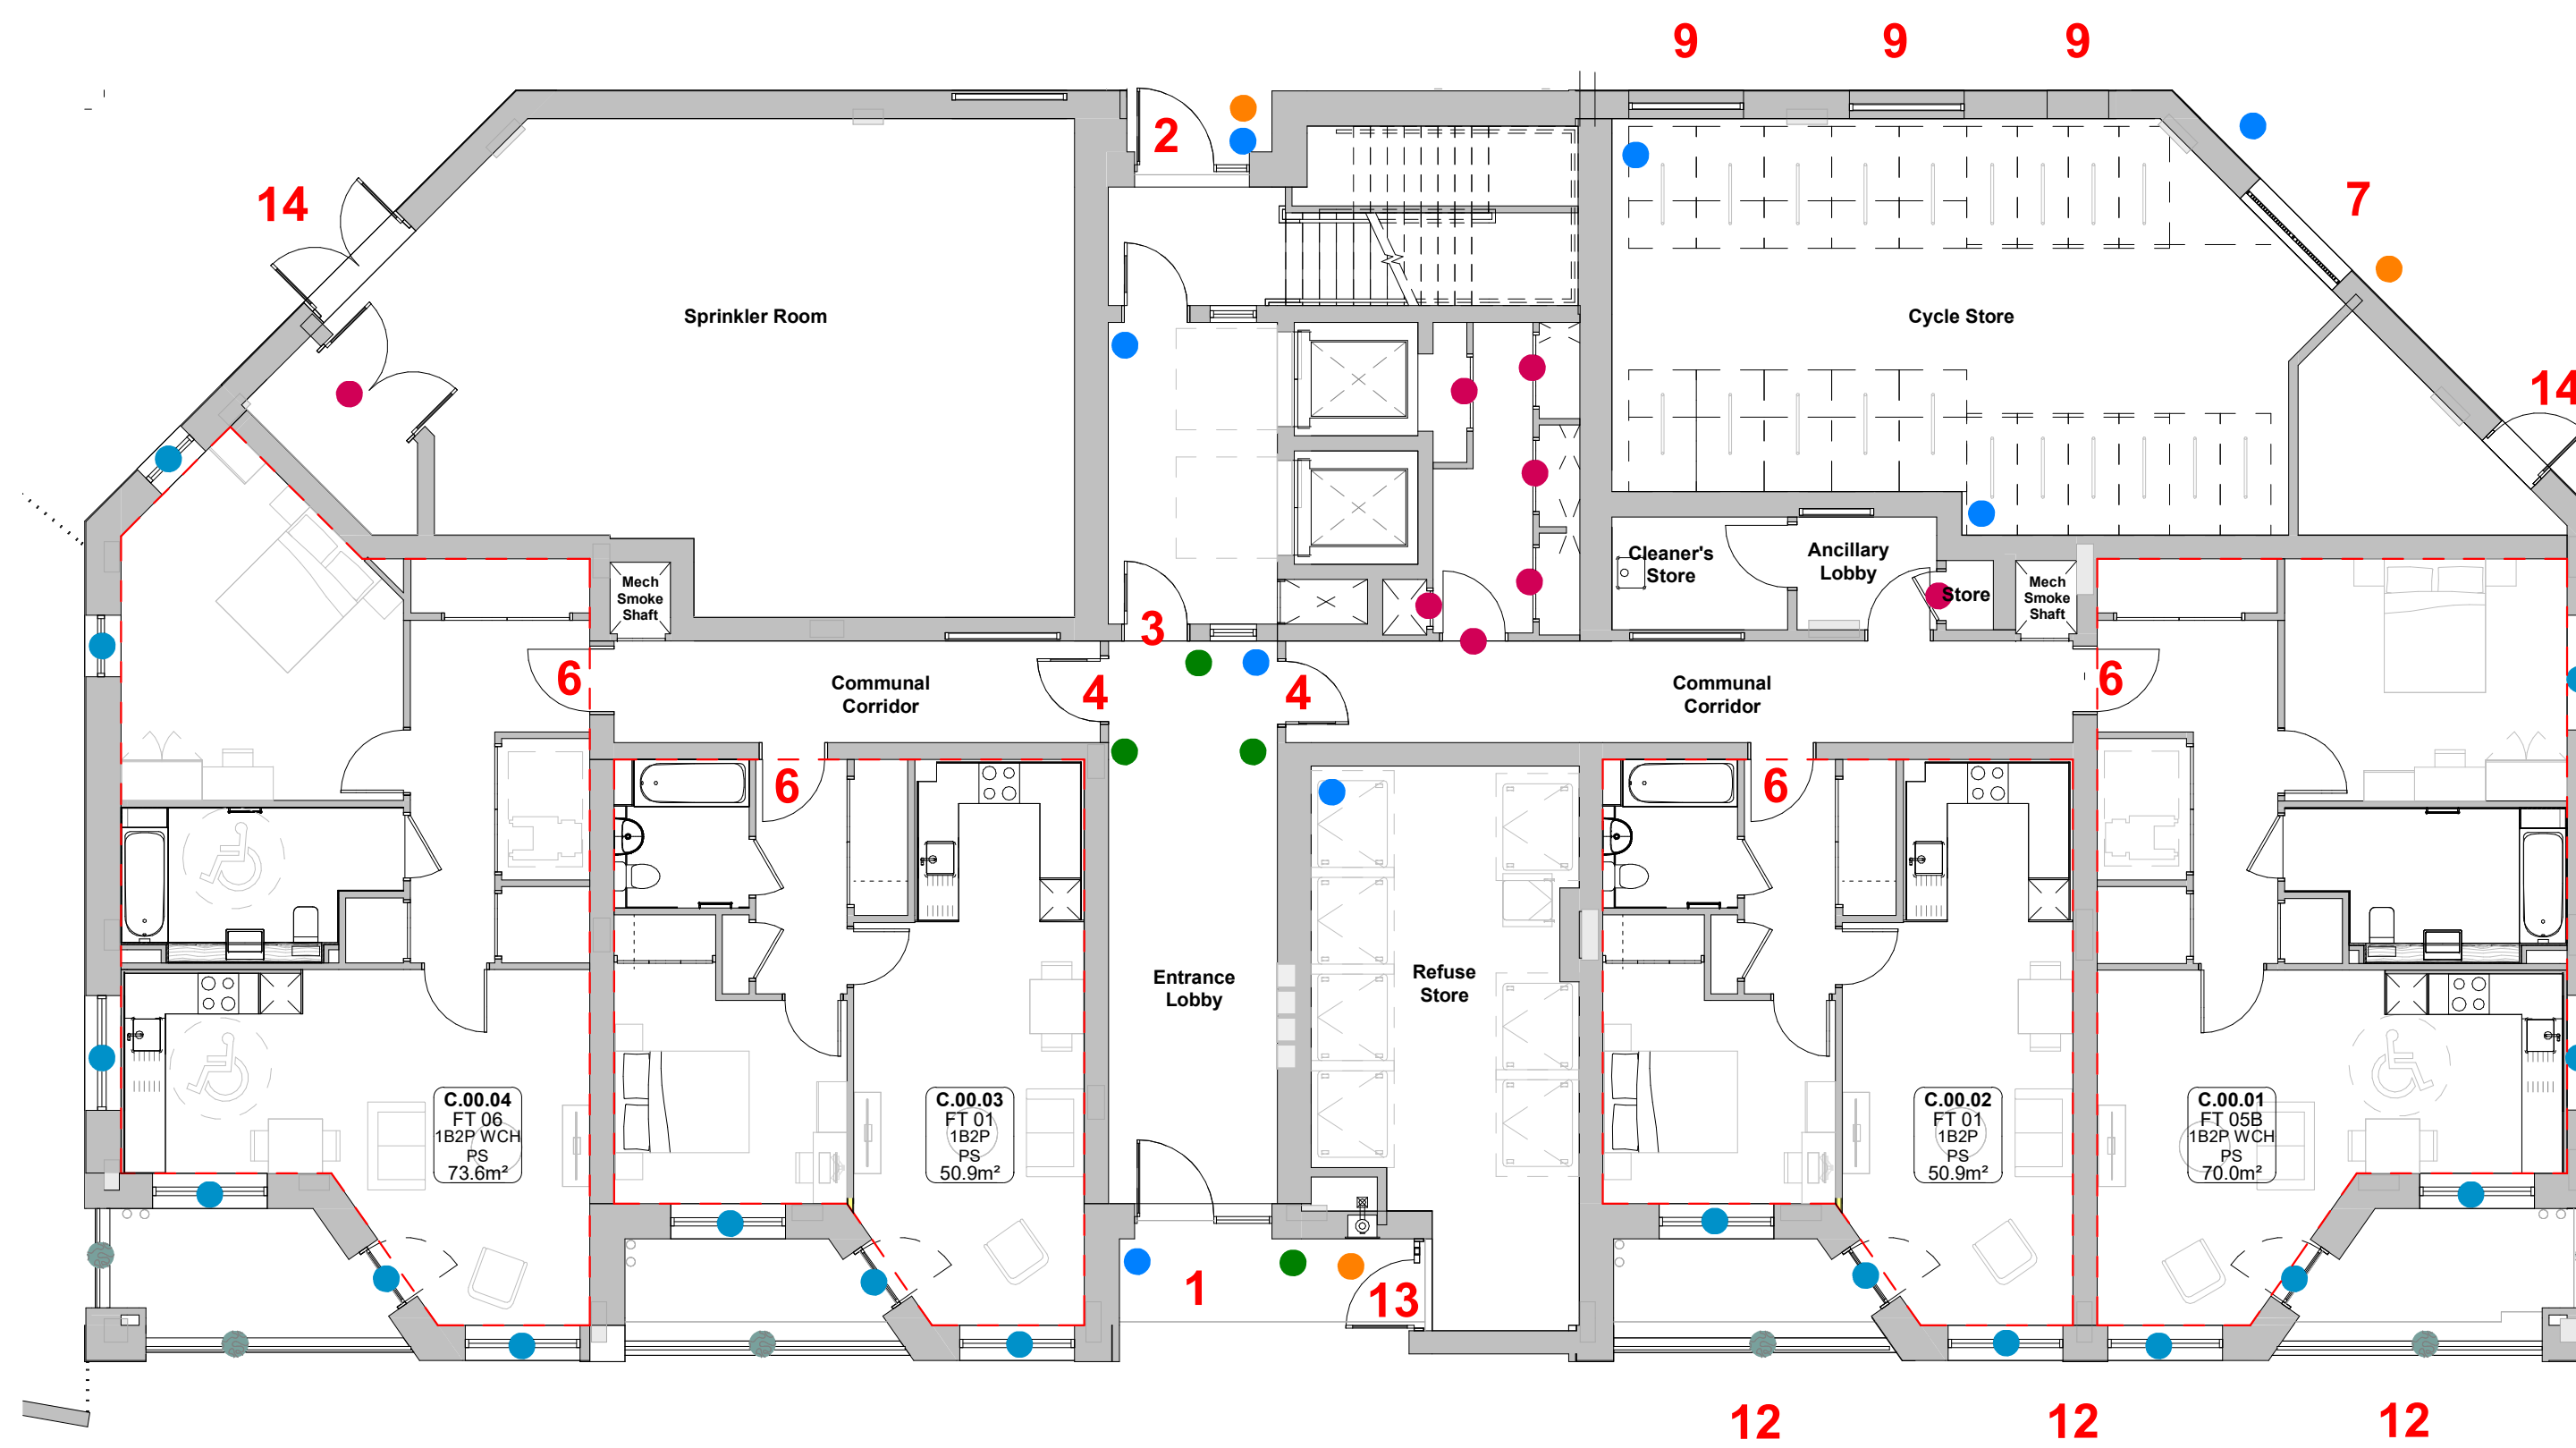 9 9 9
2
14
7
Sprinkler Room
Cycle Store
14
Cleaner's
Store
Ancillary
Lobby
Store
Mech
Smoke
Shaft
Mech
Smoke
Shaft
3
6
Communal
Corridor
4
4
Communal
Corridor
6
6
6
Entrance
Lobby
Refuse
Store
C.00.04
FT 06
1B2P WCH
PS
73.6m²
C.00.03
FT 01
1B2P
PS
50.9m²
C.00.02
FT 01
1B2P
PS
50.9m²
C.00.01
FT 05B
1B2P WCH
PS
70.0m²
1
13
12 12 12